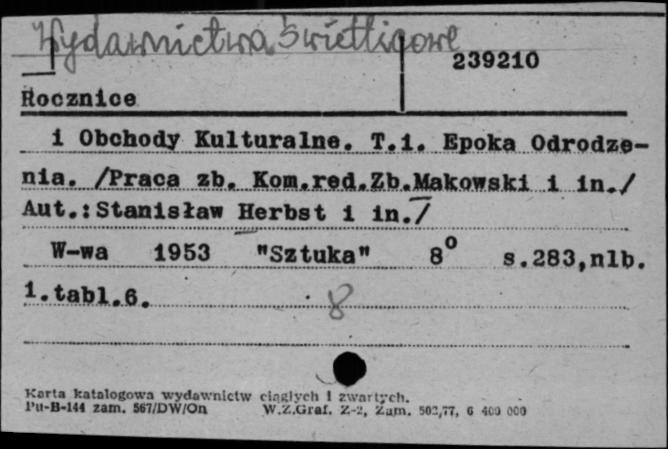 Wydawnictwa Świetlicowe
239210
Rocznice
i Obchody Kulturalne. T.1. Epoka Odrodze-
nia. /Praca zb. Kom.red.Zb.Makowski i in./
Aut.:Stanisław Herbst i in./
W-wa 1953 "Sztuka" 8° s.283,nlb.
1.tabl.6.
8
Karta katalogowa wydawnictw ciągłych i zwartych.
Pu-B-144 zam. 567/DW/On W.Z.Graf. Z-2, Zam. 502,77, 6 400 000